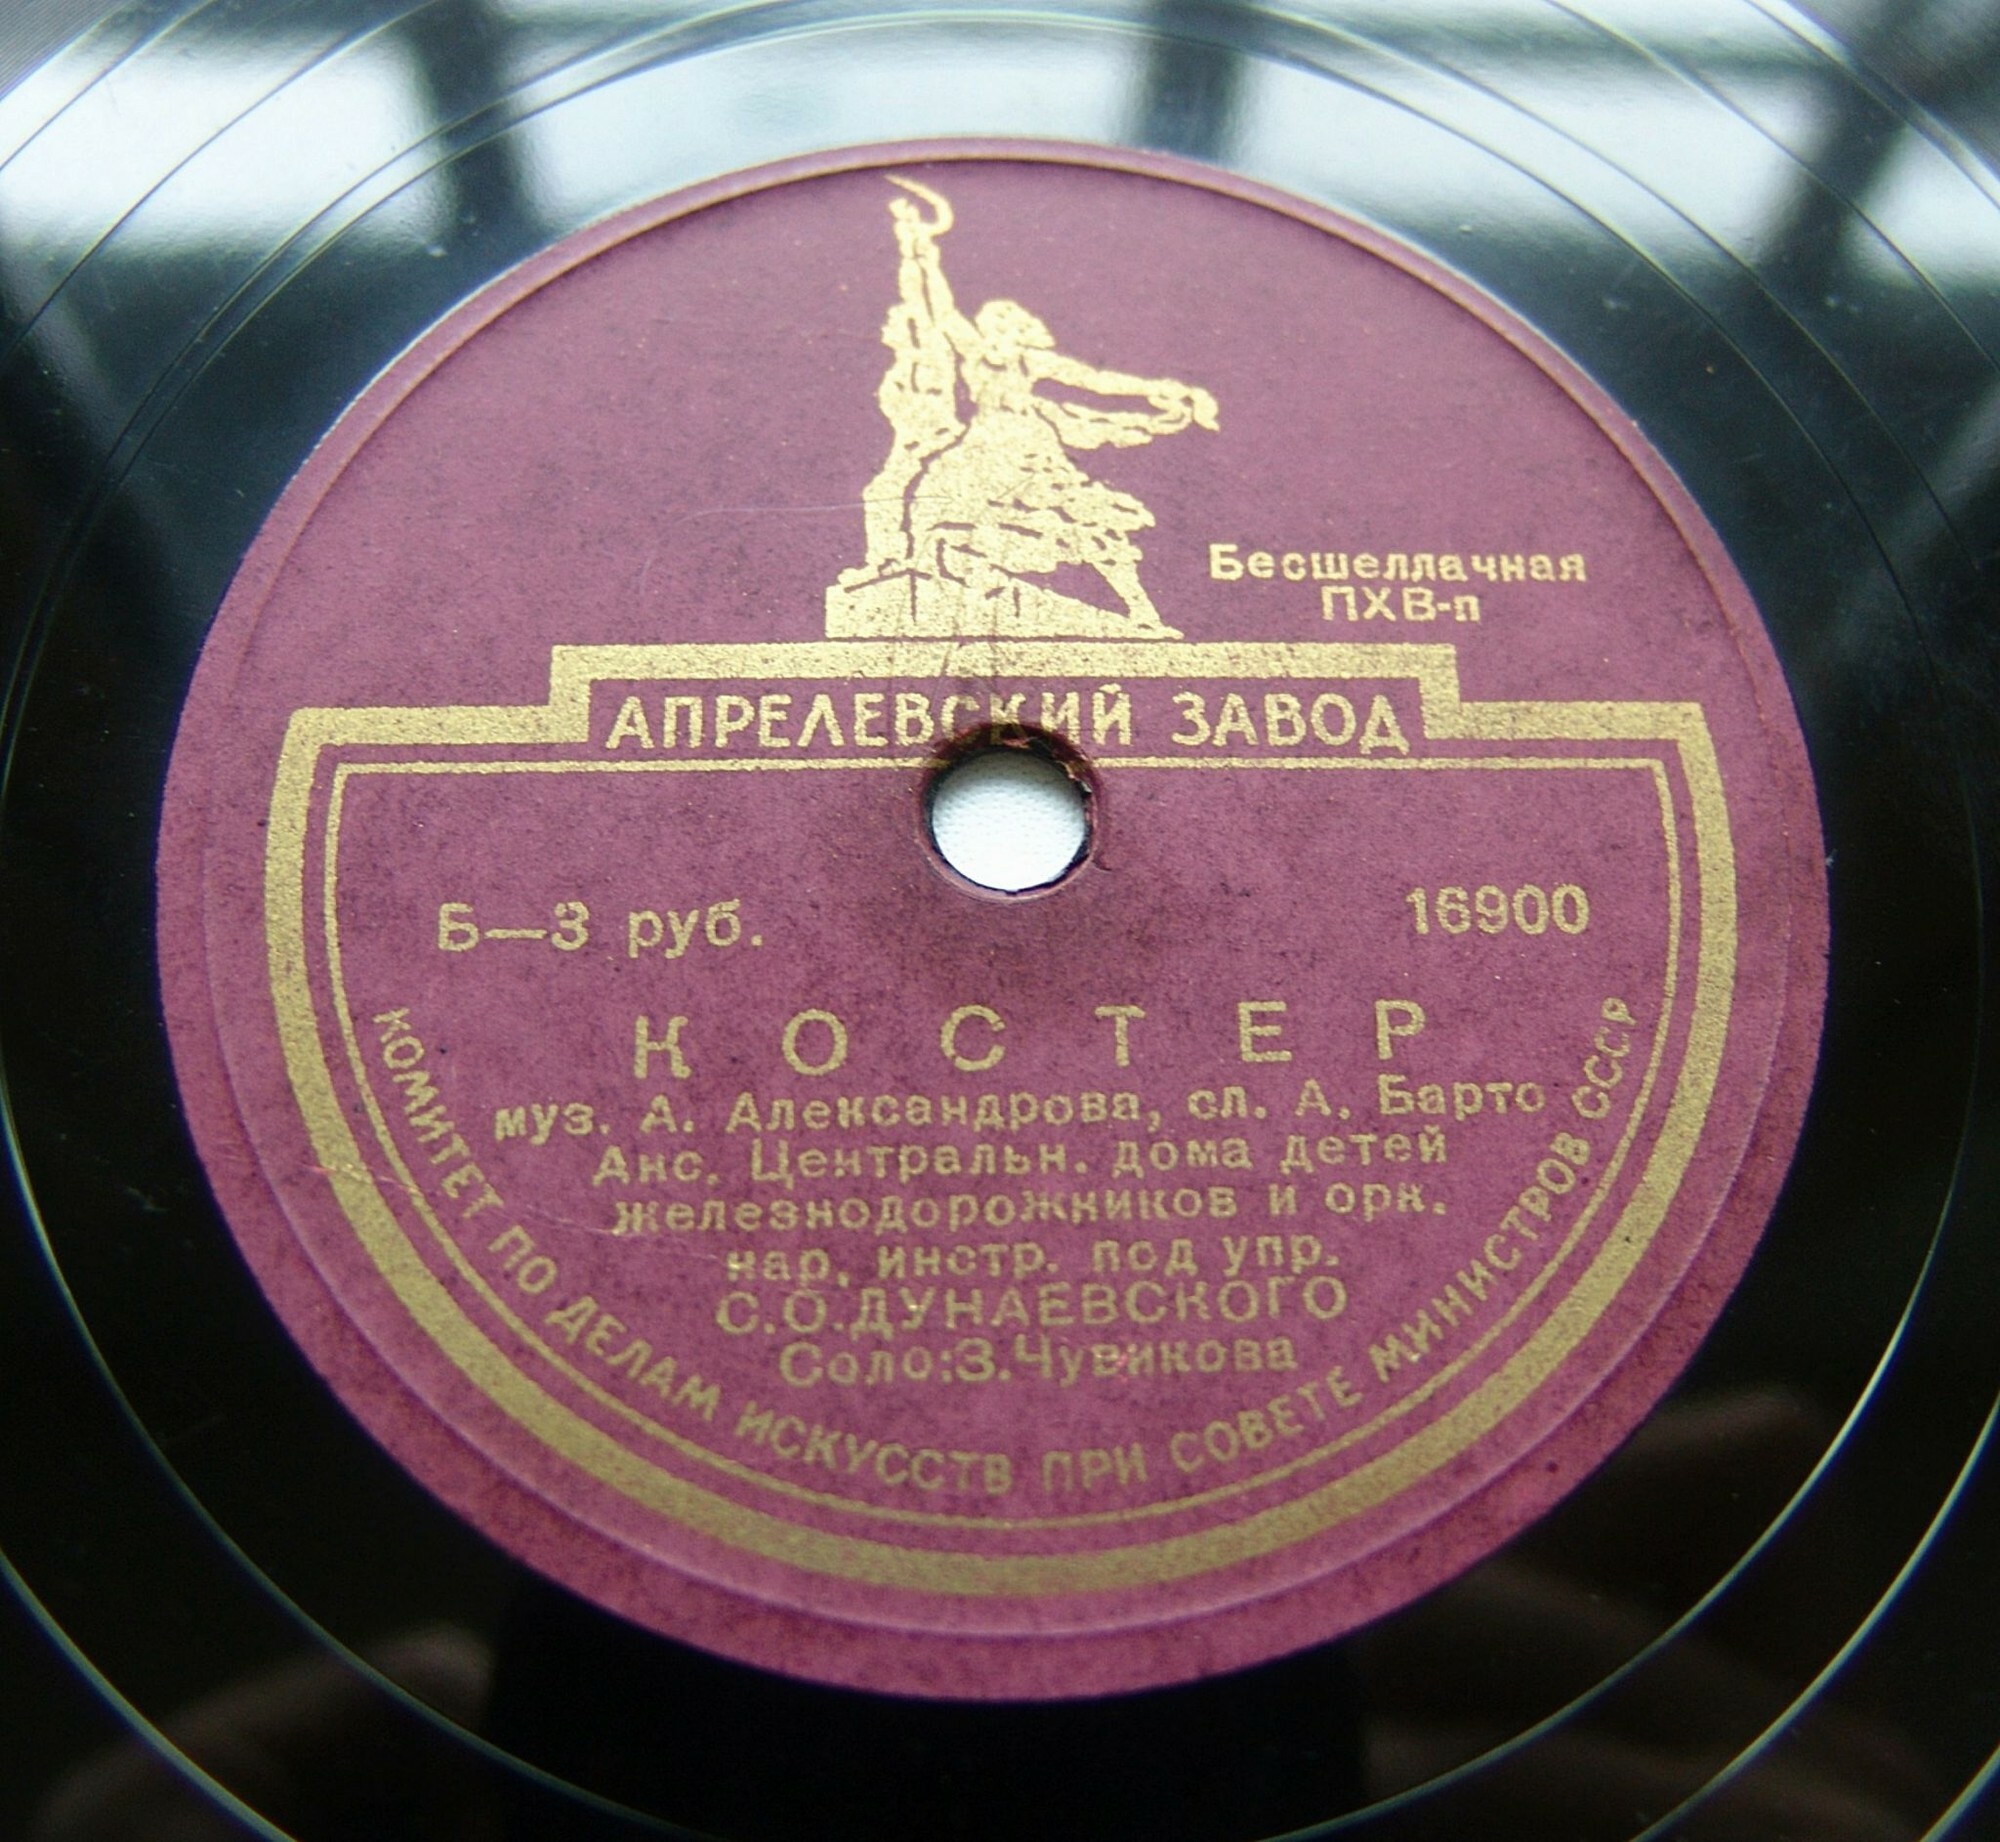 Бесшеллачная
ПХВ-п
АПРЕЛЕВСКИЙ ЗАВОД
Б—3 руб.
16900
КОСТЕР
муз. А. Александрова, сл. А. Барто
Анс. Центральн. дома детей
железнодорожников и орк.
нар. инстр. под упр.
С.О.ДУНАЕВСКОГО
Соло:З.Чувикова
КОМИТЕТ ПО ДЕЛАМ ИСКУССТВ ПРИ СОВЕТЕ МИНИСТРОВ СССР